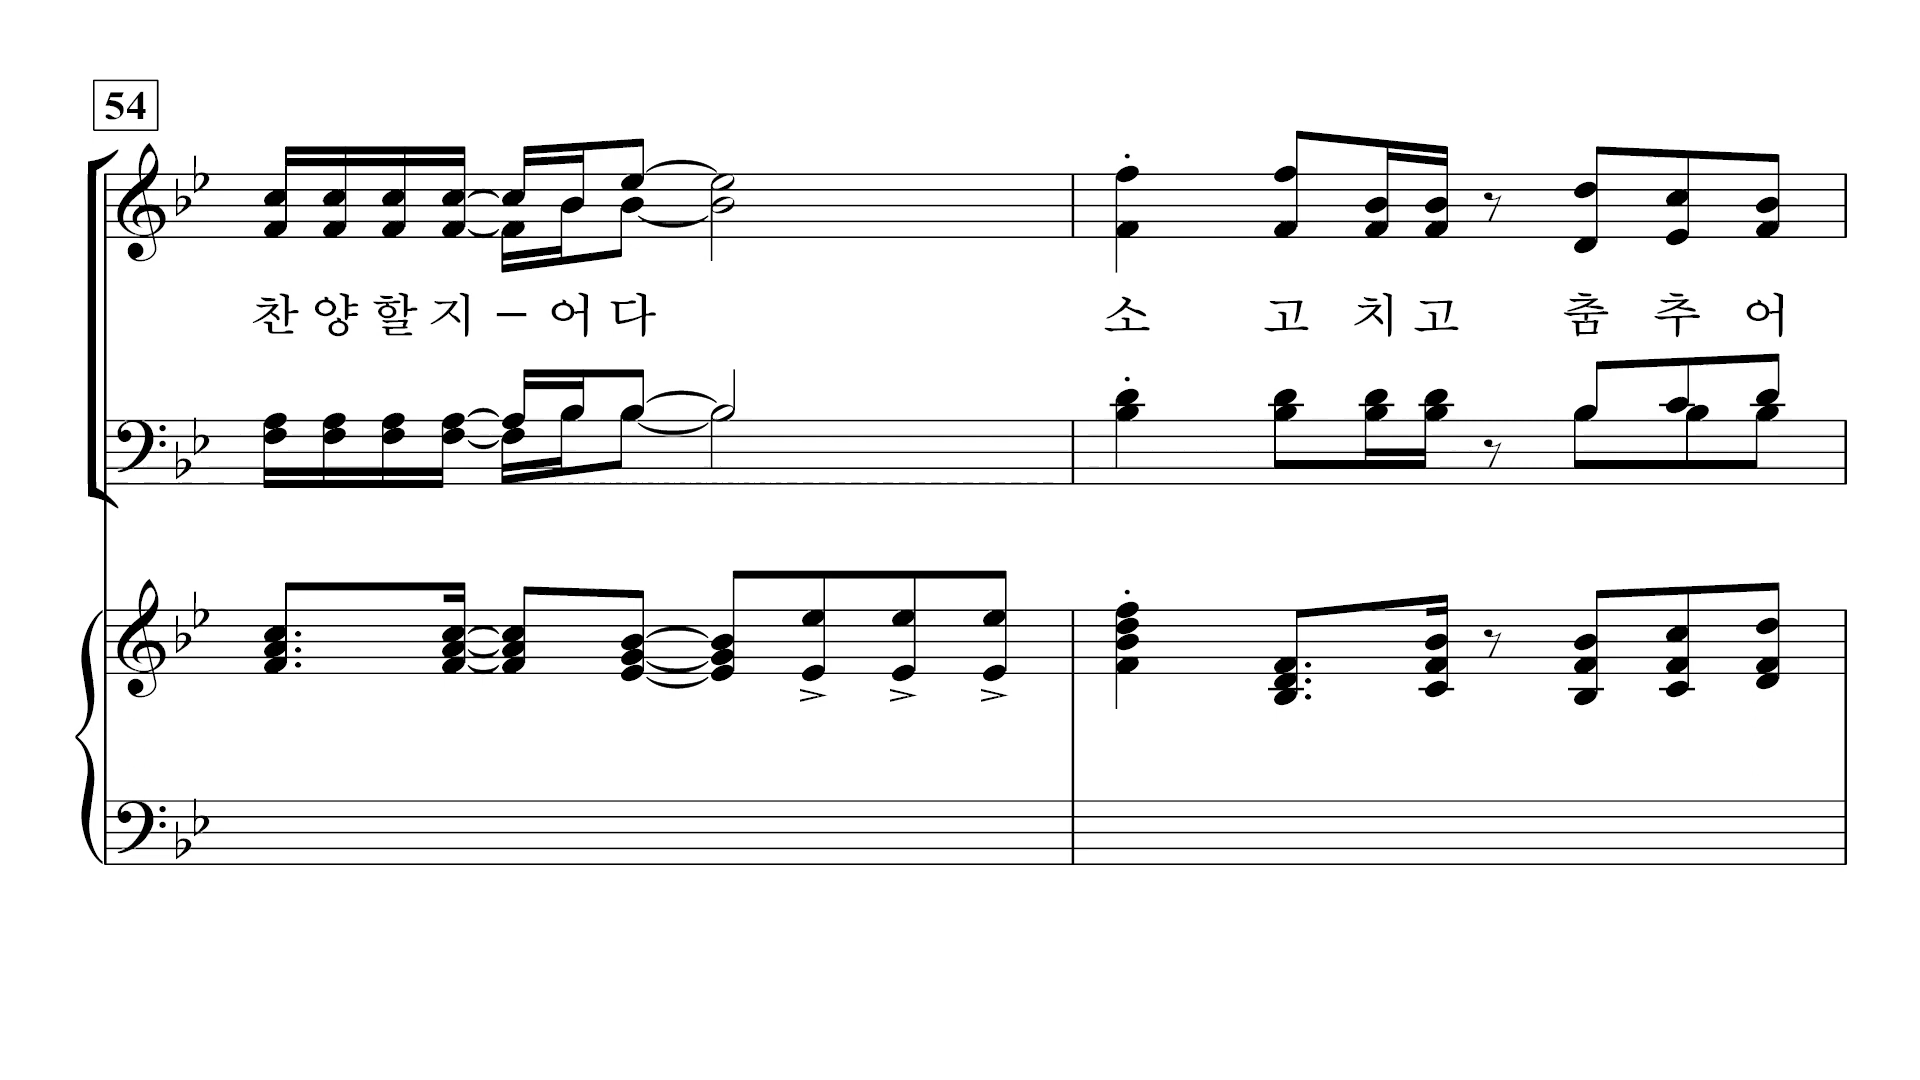 54
찬 양 할 지 – 어 다 소 고 치 고 춤 추 어